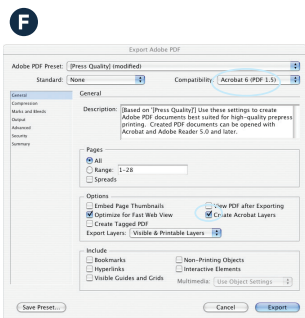 F
Export Adobe PDF
Adobe PDF Preset: [Press Quality] (modified)
Standard: None Compatibility: Acrobat 6 (PDF 1.5)
General
Compression
Marks and Bleeds
Output
Advanced
Security
Summary
General
Description: [Based on '[Press Quality]'] Use these settings to create
Adobe PDF documents best suited for high-quality prepress
printing. Created PDF documents can be opened with
Acrobat and Adobe Reader 5.0 and later.
Pages
All
Range: 1-28
Spreads
Options
Embed Page Thumbnails View PDF after Exporting
Optimize for Fast Web View Create Acrobat Layers
Create Tagged PDF
Export Layers: Visible & Printable Layers
Include
Bookmarks Non-Printing Objects
Hyperlinks Interactive Elements
Visible Guides and Grids Multimedia: Use Object Settings
Save Preset... Cancel Export